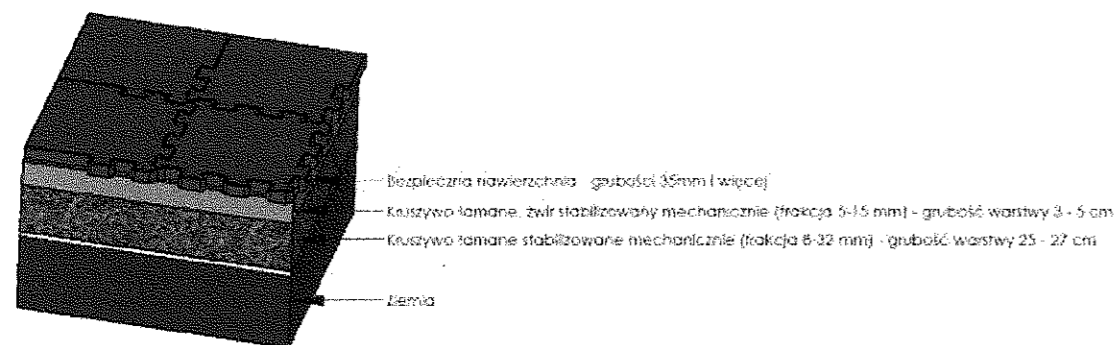 Bezpieczna nawierzchnia - grubości 35mm i więcej
Kruszywo łamane, żwir stabilizowany mechanicznie (frakcja 5-15 mm) - grubość warstwy 3 - 5 cm
Kruszywo łamane stabilizowane mechanicznie (frakcja 8-32 mm) - grubość warstwy 25 - 27 cm
Ziemia